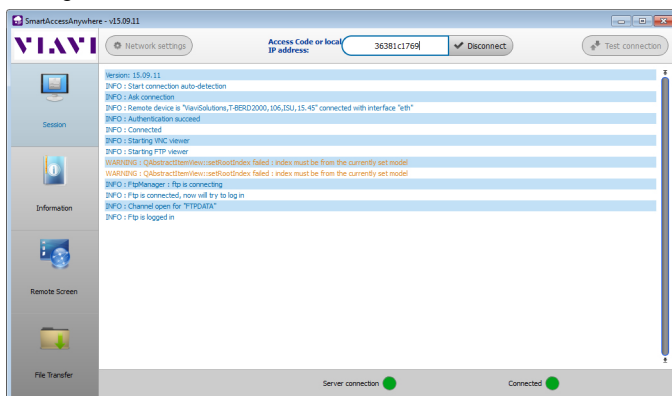 SmartAccessAnywhere - v15.09.11
VIAVI
Network settings
Access Code or local
IP address:
36381c1769
Disconnect
Test connection
Session
Information
Remote Screen
File Transfer
Version: 15.09.11
INFO : Start connection auto-detection
INFO : Ask connection
INFO : Remote device is "ViaviSolutions,T-BERD2000,106,ISU,15.45" connected with interface "eth"
INFO : Authentication succeed
INFO : Connected
INFO : Starting VNC viewer
INFO : Starting FTP viewer
WARNING : QAbstractItemView::setRootIndex failed : index must be from the currently set model
WARNING : QAbstractItemView::setRootIndex failed : index must be from the currently set model
INFO : FtpManager : ftp is connecting
INFO : Ftp is connected, now will try to log in
INFO : Channel open for "FTPDATA"
INFO : Ftp is logged in
Server connection
Connected